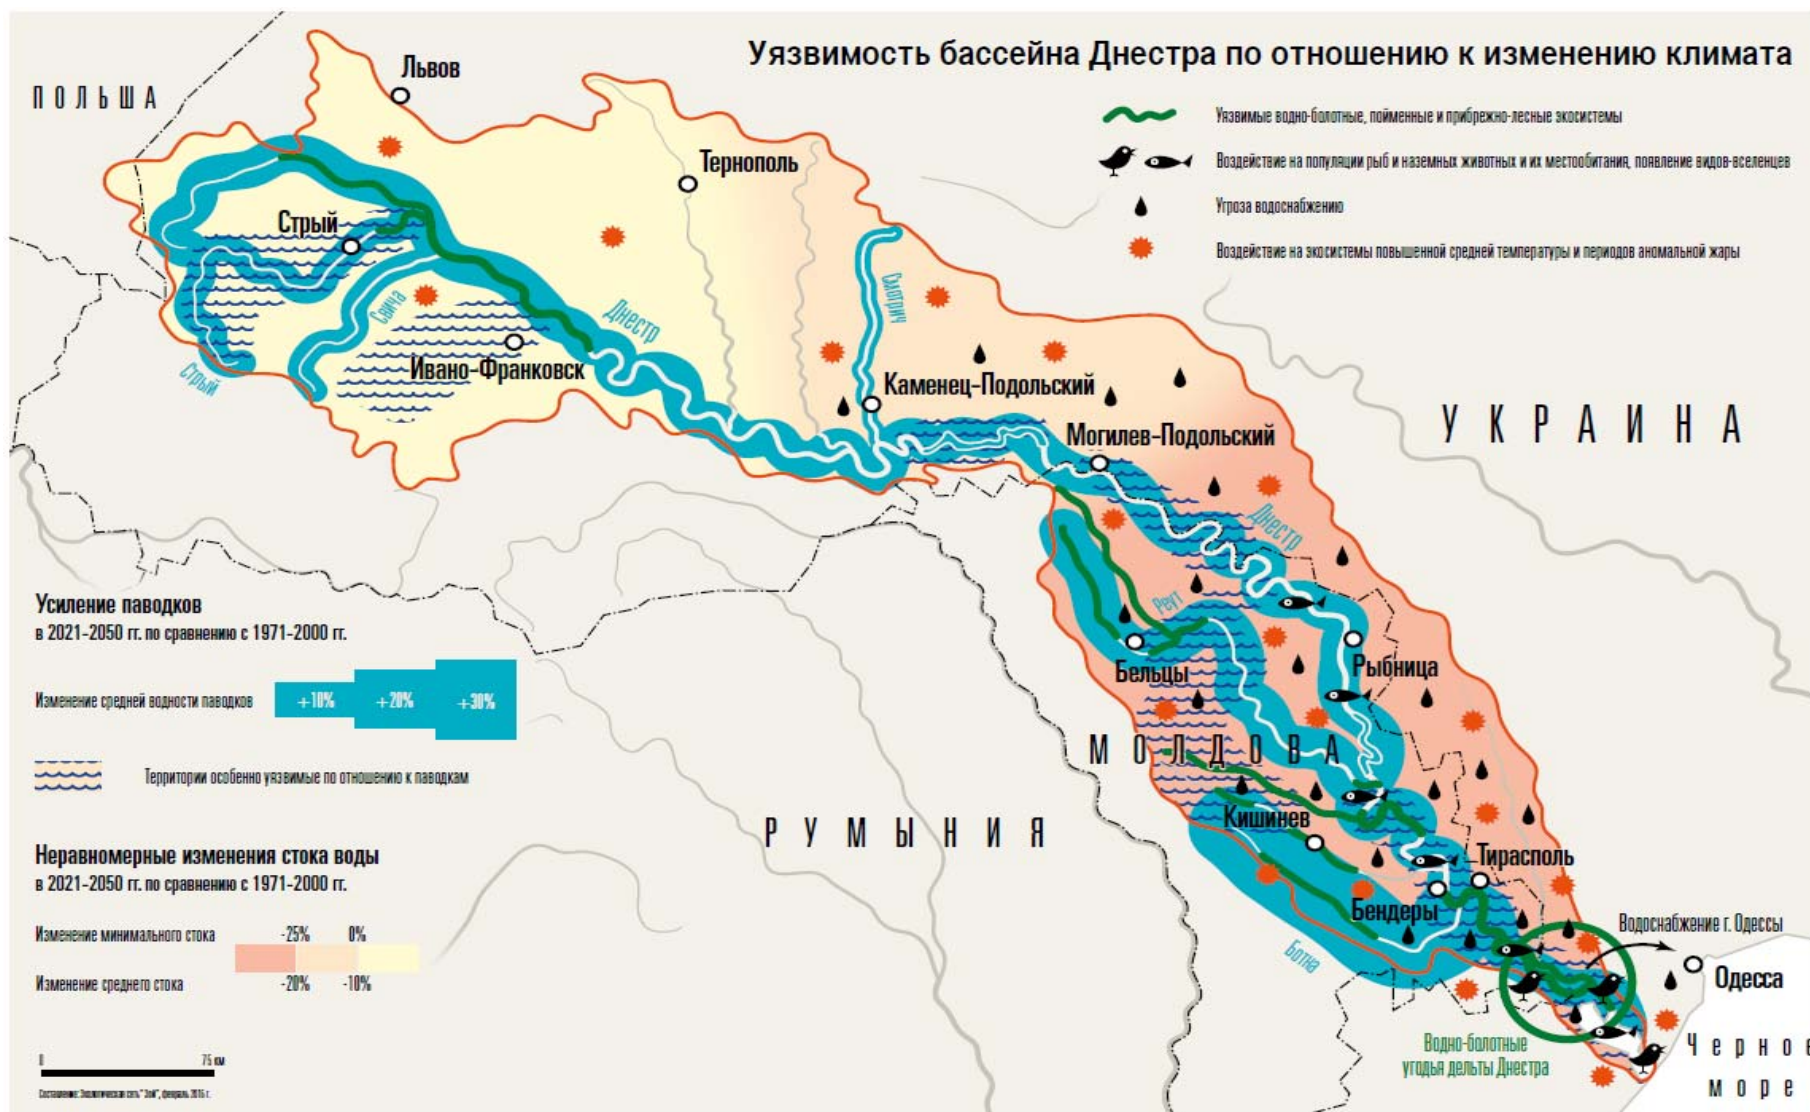 Уязвимость бассейна Днестра по отношению к изменению климата
Уязвимые водно-болотные, пойменные и прибрежно-лесные экосистемы
Воздействие на популяции рыб и наземных животных и их местообитания, появление видов-вселенцев
Угроза водоснабжению
Воздействие на экосистемы повышенной средней температуры и периодов аномальной жары
ПОЛЬША
Львов
Тернополь
Стрый
Свича
Днестр
Смотрич
Ивано-Франковск
Стрый
Каменец-Подольский
Могилев-Подольский
УКРАИНА
Днестр
Реут
Бельцы
Рыбница
МОЛДОВА
РУМЫНИЯ
Кишинев
Тирасполь
Бендеры
Ботна
Водоснабжение г. Одессы
Одесса
Водно-болотные
угодья дельты Днестра
Черное
море
Усиление паводков
в 2021-2050 гг. по сравнению с 1971-2000 гг.
Изменение средней водности паводков
+10% +20% +30%
Территории особенно уязвимые по отношению к паводкам
Неравномерные изменения стока воды
в 2021-2050 гг. по сравнению с 1971-2000 гг.
Изменение минимального стока -25% 0%
Изменение среднего стока -20% -10%
0 75 км
Составление: Экологическая сеть "Зой", февраль 2015 г.